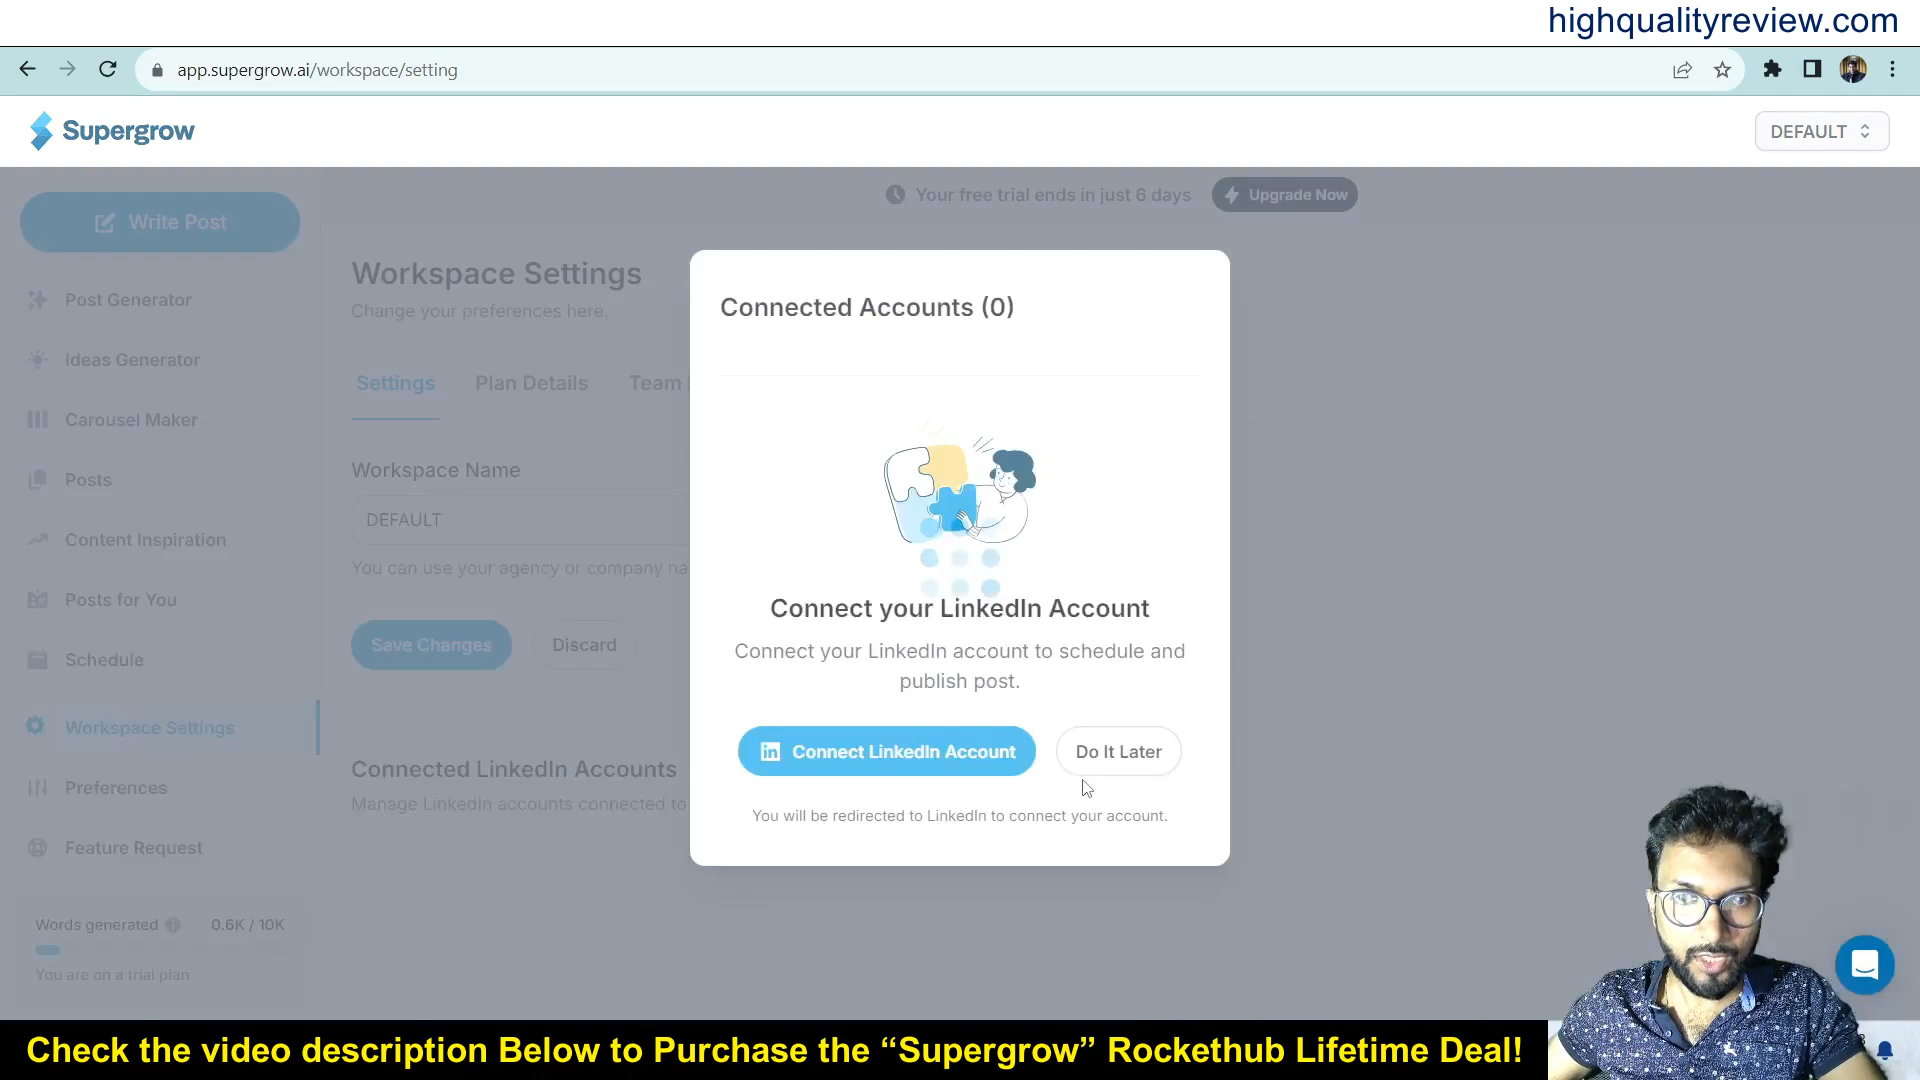 highqualityreview.com
app.supergrow.ai/workspace/setting
Supergrow
DEFAULT
Your free trial ends in just 6 days
Upgrade Now
Write Post
Post Generator
Ideas Generator
Carousel Maker
Posts
Content Inspiration
Posts for You
Schedule
Workspace Settings
Preferences
Feature Request
Words generated 0.6K / 10K
You are on a trial plan
Workspace Settings
Change your preferences here.
Settings Plan Details Team
Workspace Name
DEFAULT
You can use your agency or company na
Save Changes Discard
Connected LinkedIn Accounts
Manage LinkedIn accounts connected to
Connected Accounts (0)
Connect your LinkedIn Account
Connect your LinkedIn account to schedule and
publish post.
in Connect LinkedIn Account
Do It Later
You will be redirected to LinkedIn to connect your account.
Check the video description Below to Purchase the “Supergrow” Rockethub Lifetime Deal!